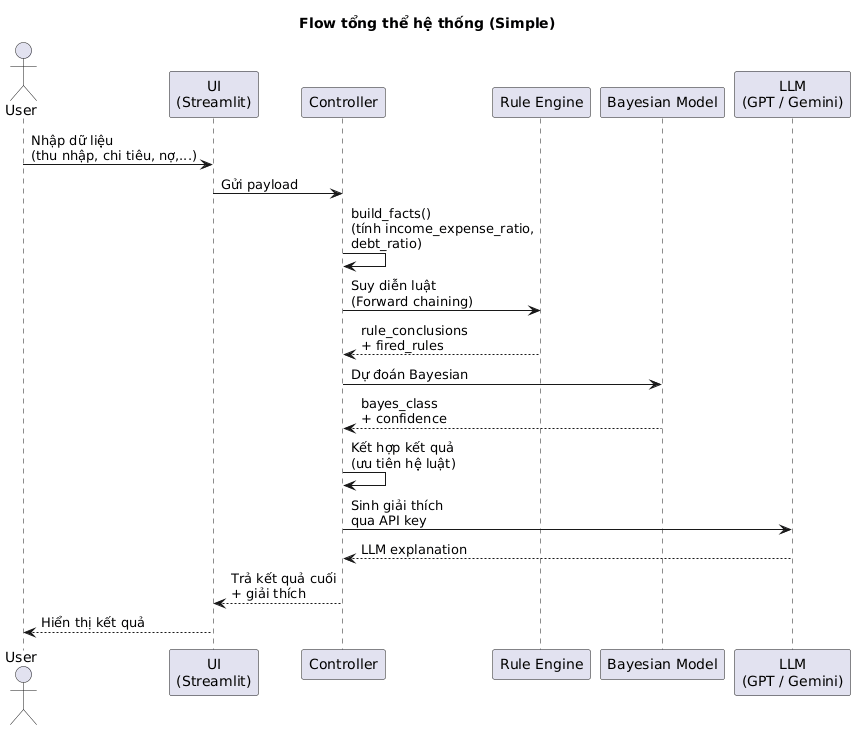 Flow tổng thể hệ thống (Simple)
User
UI
(Streamlit)
Controller
Rule Engine
Bayesian Model
LLM
(GPT / Gemini)
Nhập dữ liệu
(thu nhập, chi tiêu, nợ,...)
Gửi payload
build_facts()
(tính income_expense_ratio,
debt_ratio)
Suy diễn luật
(Forward chaining)
rule_conclusions
+ fired_rules
Dự đoán Bayesian
bayes_class
+ confidence
Kết hợp kết quả
(ưu tiên hệ luật)
Sinh giải thích
qua API key
LLM explanation
Trả kết quả cuối
+ giải thích
Hiển thị kết quả
User
UI
(Streamlit)
Controller
Rule Engine
Bayesian Model
LLM
(GPT / Gemini)